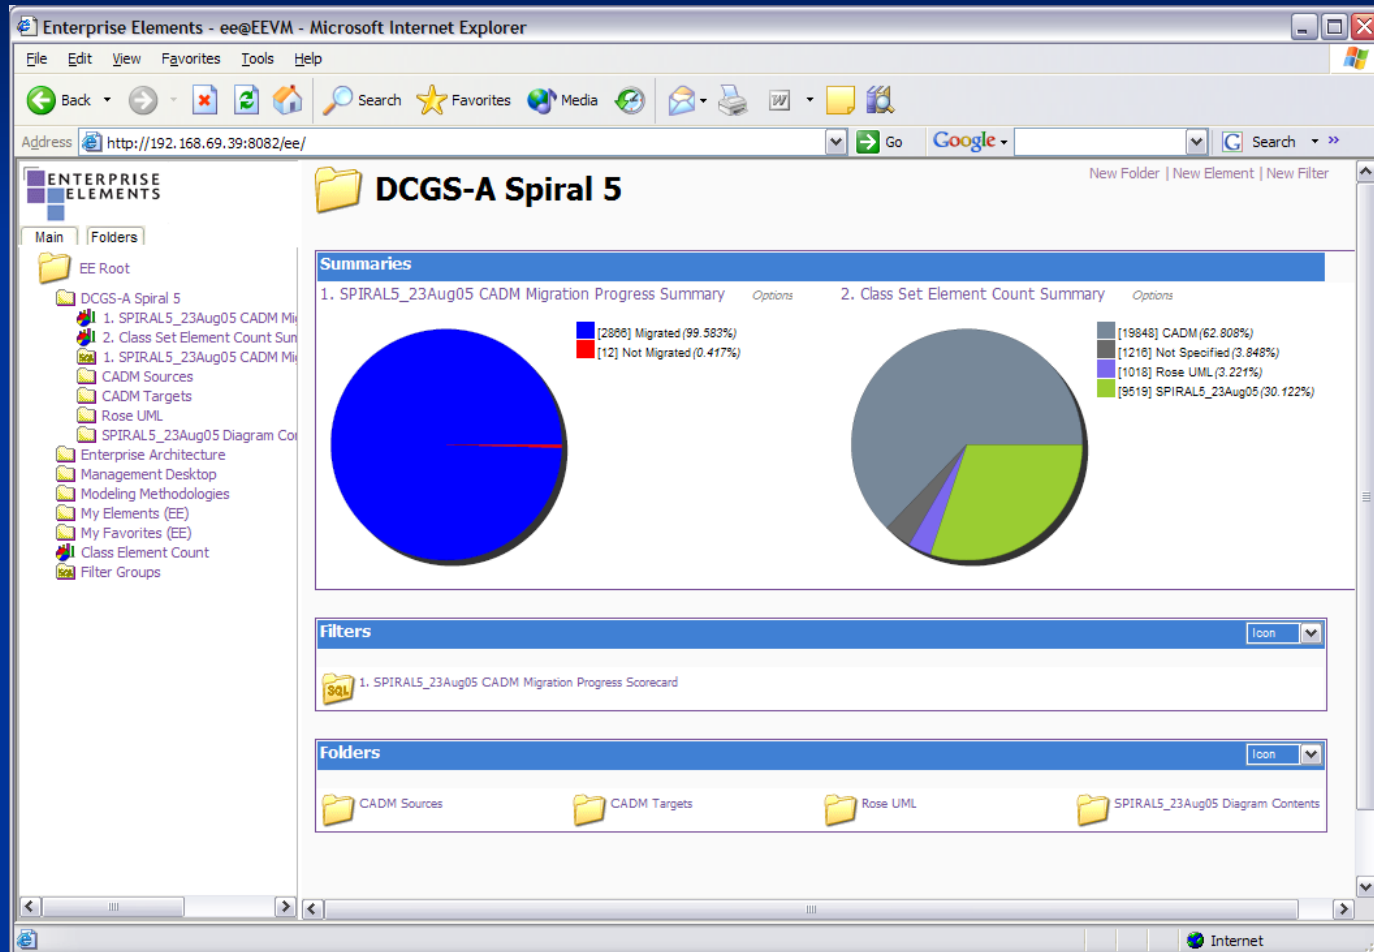 Enterprise Elements - ee@EEVM - Microsoft Internet Explorer
File Edit View Favorites Tools Help
Back Search Favorites Media
Address http://192.168.69.39:8082/ee/ Go Google Search »
ENTERPRISE
ELEMENTS
Main Folders
EE Root
DCGS-A Spiral 5
1. SPIRAL5_23Aug05 CADM Mi
2. Class Set Element Count Sun
SQL 1. SPIRAL5_23Aug05 CADM Mi
CADM Sources
CADM Targets
Rose UML
SPIRAL5_23Aug05 Diagram Co
Enterprise Architecture
Management Desktop
Modeling Methodologies
My Elements (EE)
My Favorites (EE)
Class Element Count
SQL Filter Groups
DCGS-A Spiral 5
New Folder | New Element | New Filter
Summaries
1. SPIRAL5_23Aug05 CADM Migration Progress Summary Options
[2866] Migrated (99.583%)
[12] Not Migrated (0.417%)
2. Class Set Element Count Summary Options
[19848] CADM (62.808%)
[1216] Not Specified (3.848%)
[1018] Rose UML (3.221%)
[9519] SPIRAL5_23Aug05 (30.122%)
Filters Icon
SQL 1. SPIRAL5_23Aug05 CADM Migration Progress Scorecard
Folders Icon
CADM Sources CADM Targets Rose UML SPIRAL5_23Aug05 Diagram Contents
Internet